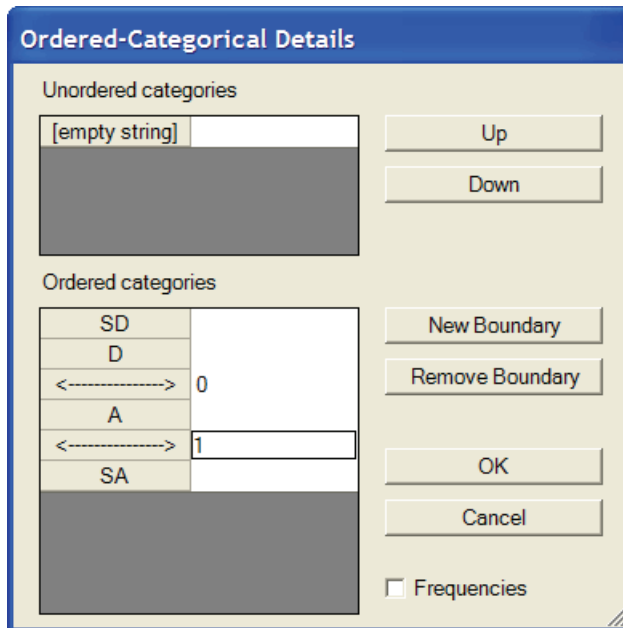 Ordered-Categorical Details
Unordered categories
[empty string]
Up
Down
Ordered categories
SD
D
<---------------> 0
A
<---------------> 1
SA
New Boundary
Remove Boundary
OK
Cancel
Frequencies